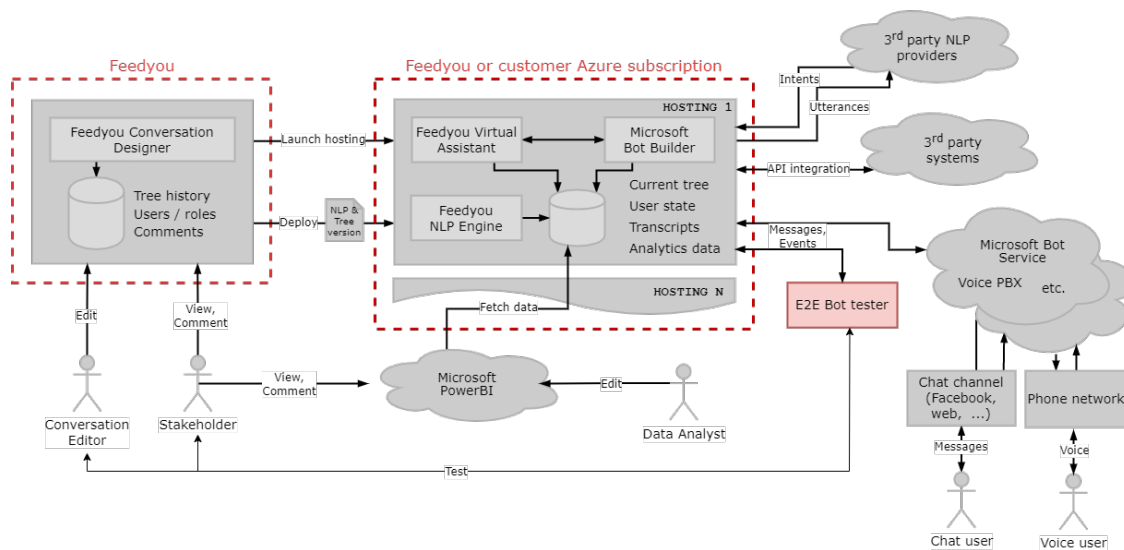 Feedyou
Feedyou or customer Azure subscription
3rd party NLP
providers
Intents
Utterances
HOSTING 1
Feedyou Conversation
Designer
Launch hosting
Feedyou Virtual
Assistant
Microsoft
Bot Builder
3rd party
systems
API integration
Tree history
Users / roles
Comments
Deploy
NLP &
Tree
version
Feedyou
NLP Engine
Current tree
User state
Transcripts
Analytics data
Messages,
Events
Microsoft Bot
Service
Voice PBX
etc.
HOSTING N
E2E Bot tester
Fetch data
Edit
View,
Comment
View,
Comment
Microsoft
PowerBI
Edit
Chat channel
(Facebook,
web, ...)
Phone network
Conversation
Editor
Stakeholder
Data Analyst
Messages
Voice
Test
Chat user
Voice user